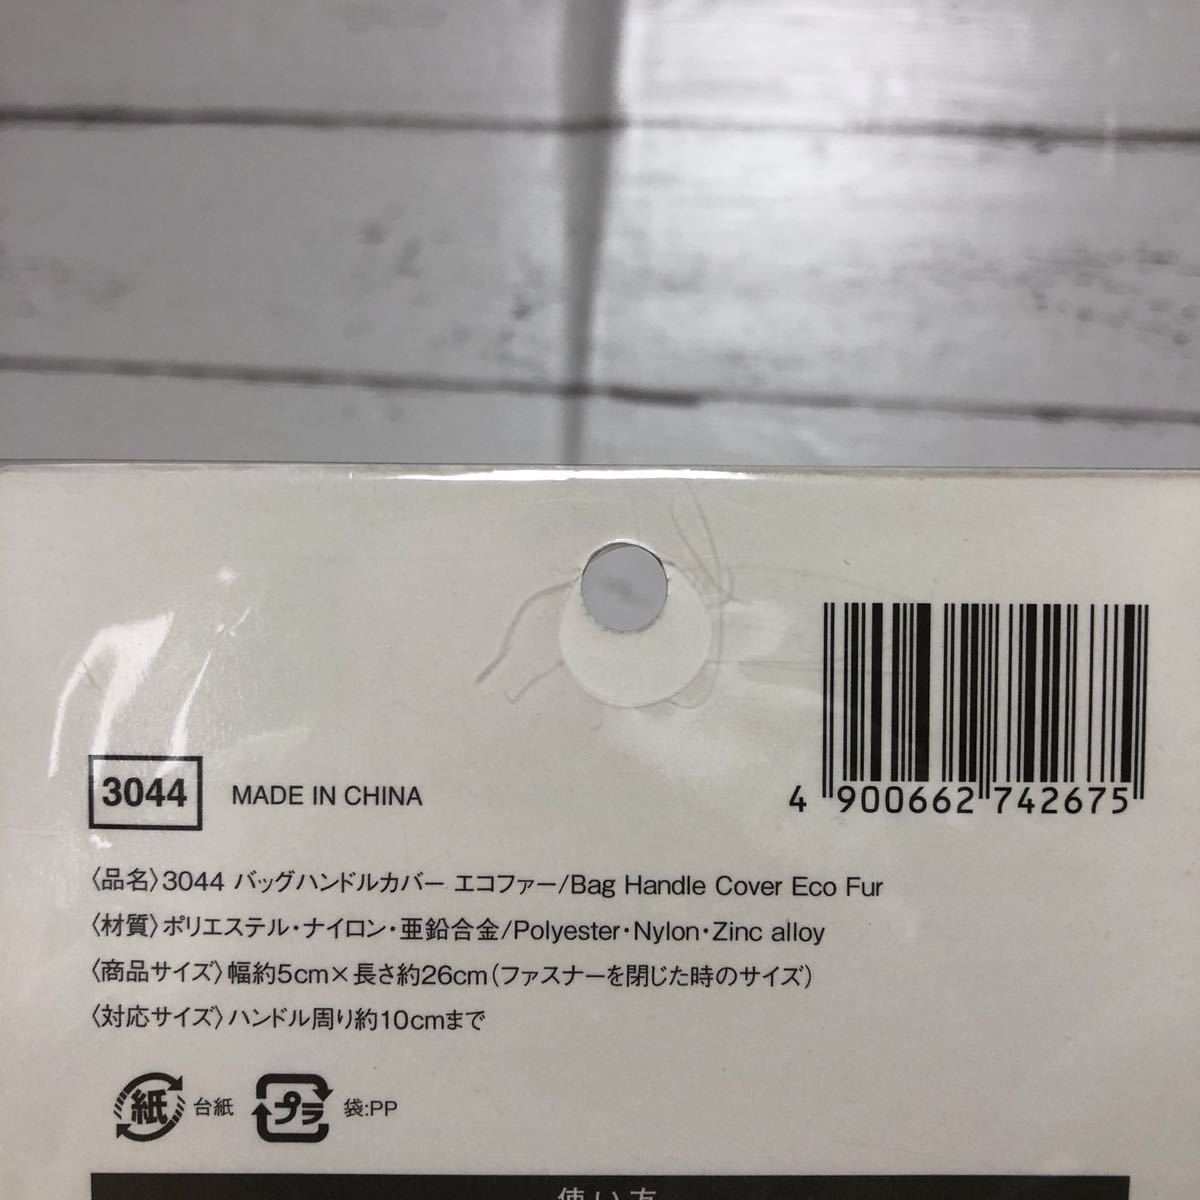 4 900662 742675
3044 MADE IN CHINA
〈品名〉3044 バッグハンドルカバー エコファー/Bag Handle Cover Eco Fur
〈材質〉ポリエステル・ナイロン・亜鉛合金/Polyester・Nylon・Zinc alloy
〈商品サイズ〉幅約5cm×長さ約26cm(ファスナーを閉じた時のサイズ)
〈対応サイズ〉ハンドル周り約10cmまで
紙 台紙 プラ 袋:PP
使い方